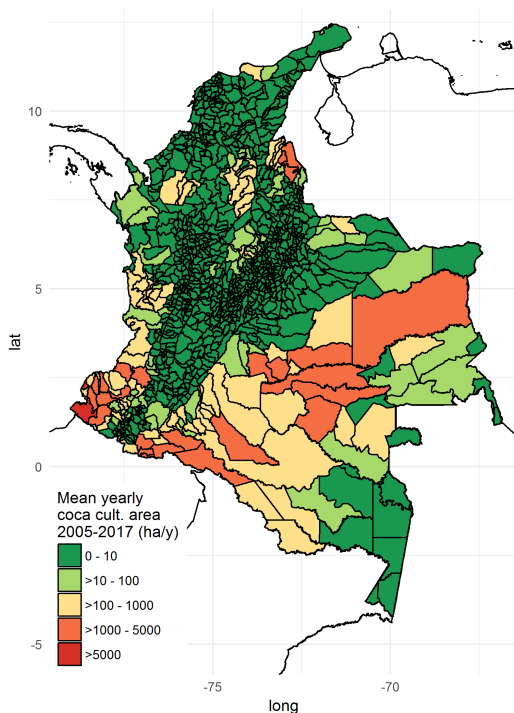 10
5
0
-5
lat
Mean yearly
coca cult. area
2005-2017 (ha/y)
0 - 10
>10 - 100
>100 - 1000
>1000 - 5000
>5000
-75
-70
long